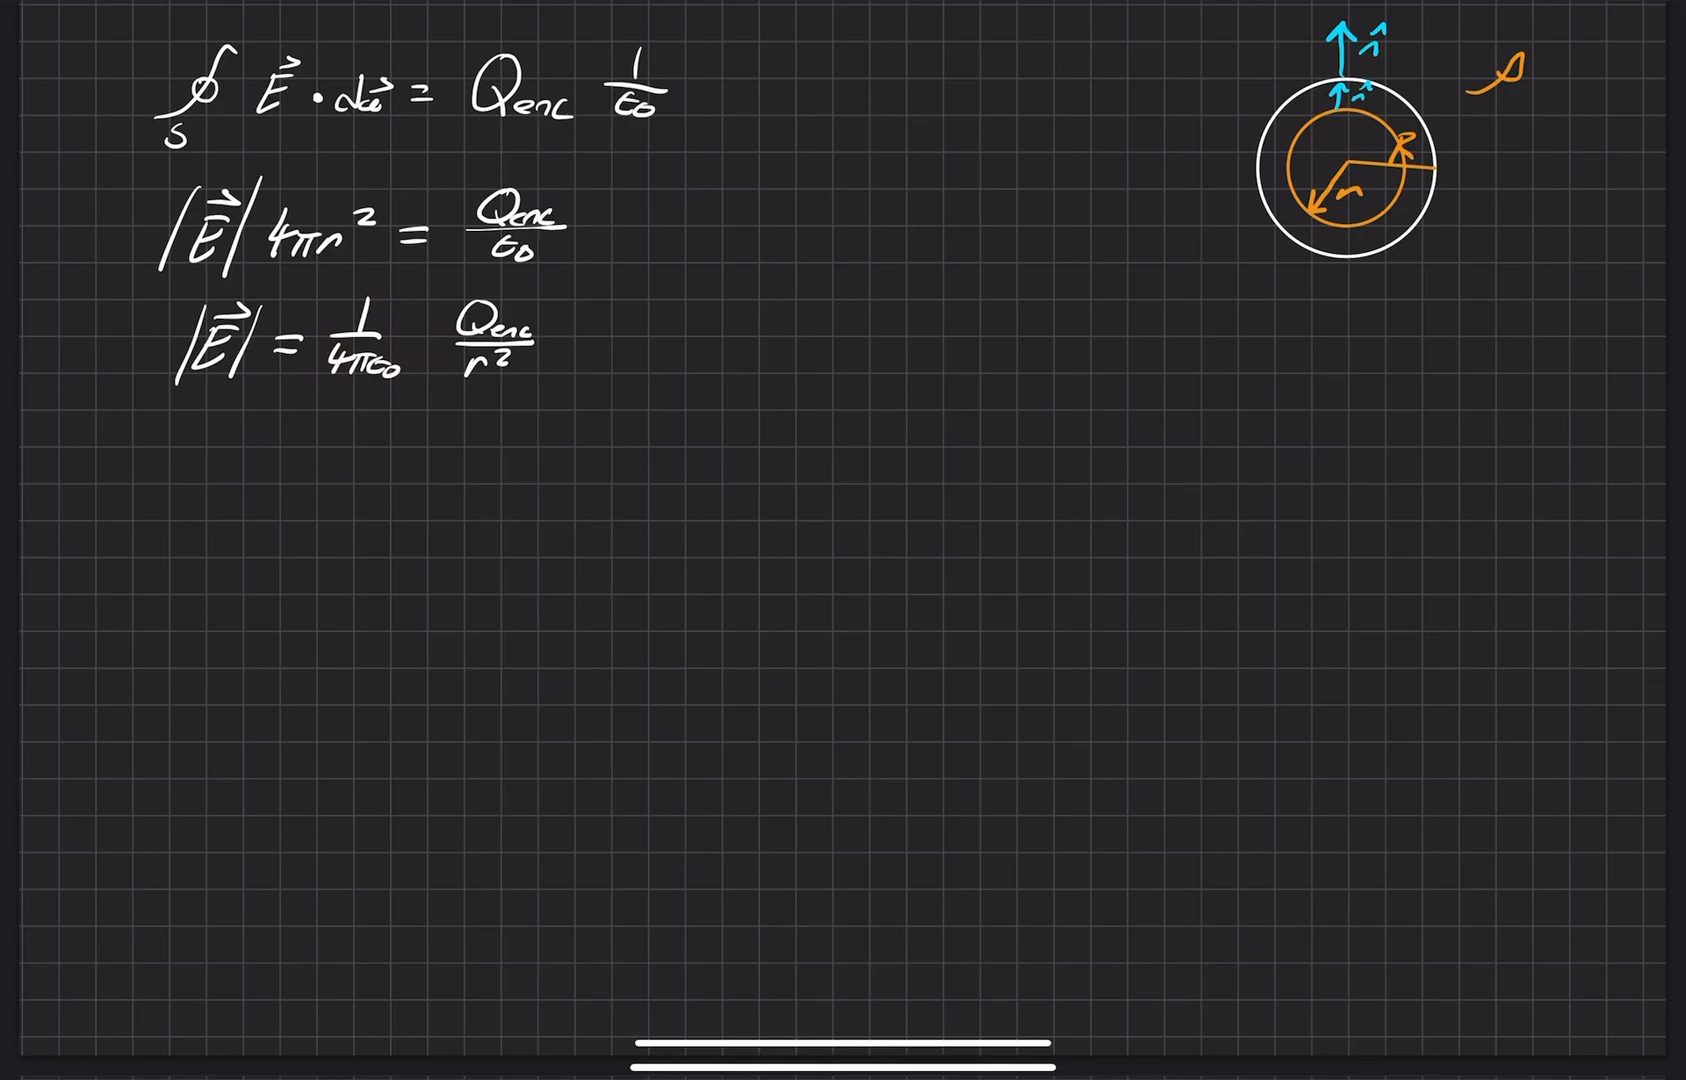 ∮_S E⃗ · da⃗ = Q_enc 1/ε₀
|E⃗| 4πr² = Q_enc/ε₀
|E⃗| = 1/(4πε₀) Q_enc/r²
r̂
r̂
R
r